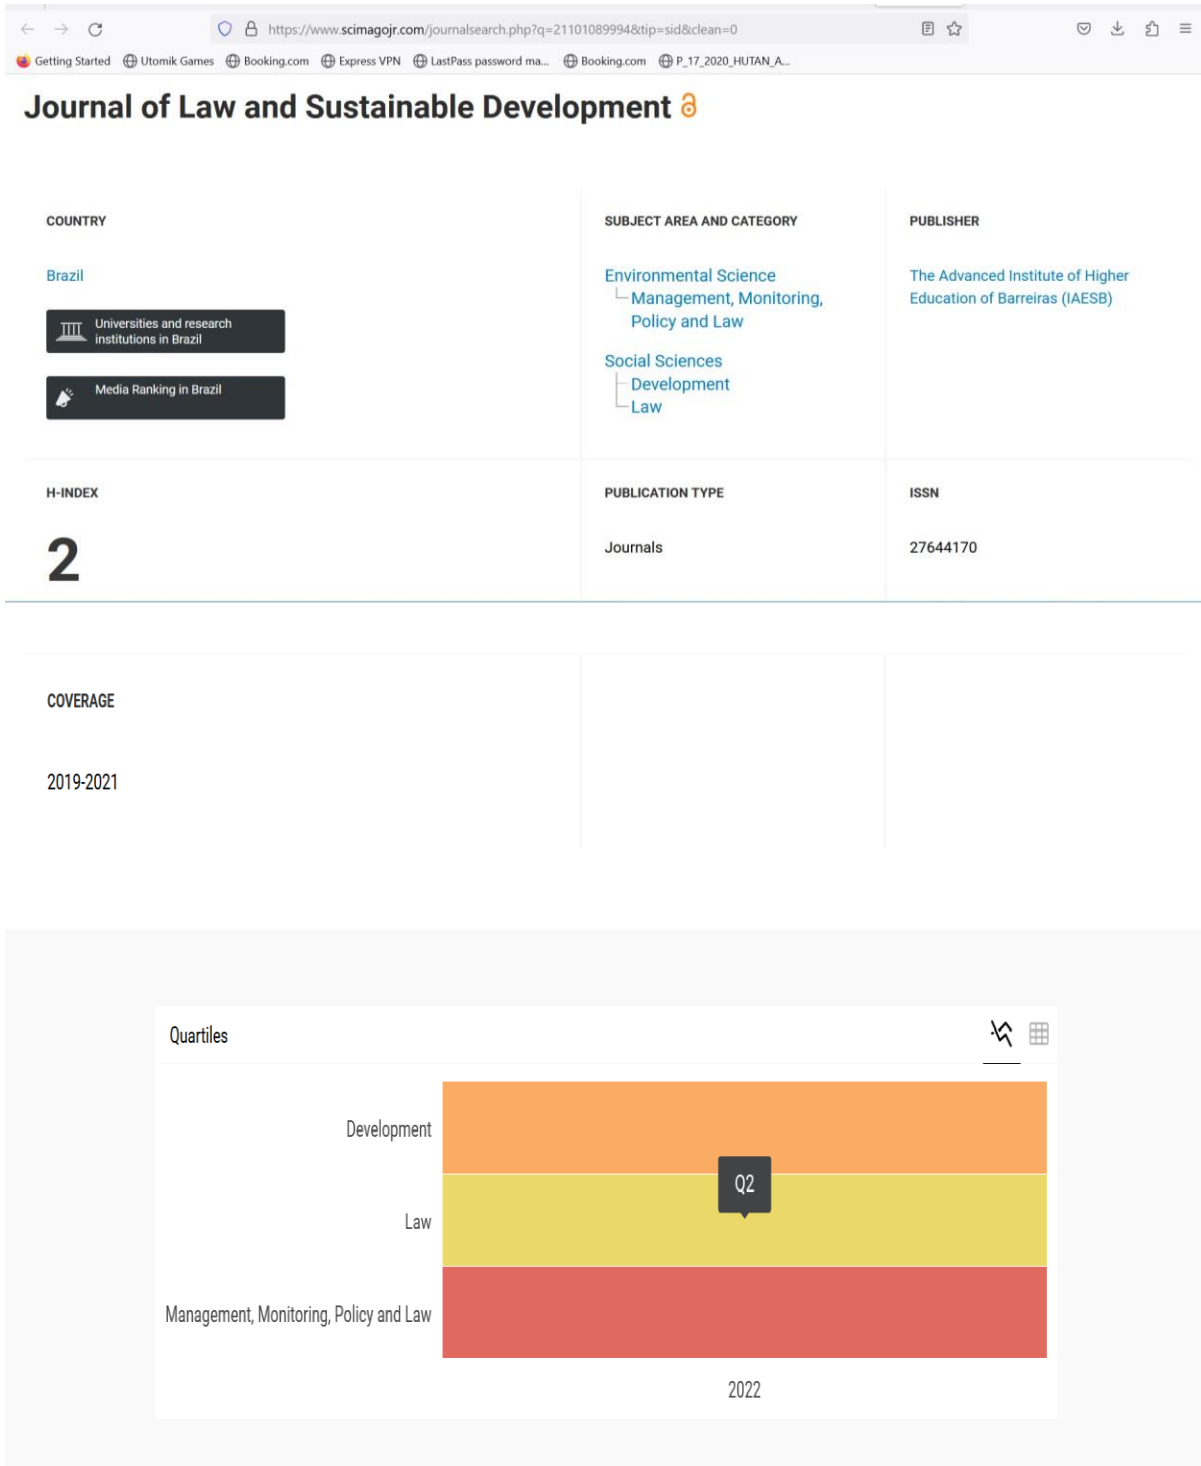 https://www.scimagojr.com/journalsearch.php?q=21101089994&tip=sid&clean=0
Getting Started Utomik Games Booking.com Express VPN LastPass password ma... Booking.com P_17_2020_HUTAN_A...
Journal of Law and Sustainable Development
COUNTRY
Brazil
Universities and research
institutions in Brazil
Media Ranking in Brazil
SUBJECT AREA AND CATEGORY
Environmental Science
Management, Monitoring,
Policy and Law
Social Sciences
Development
Law
PUBLISHER
The Advanced Institute of Higher
Education of Barreiras (IAESB)
H-INDEX
2
PUBLICATION TYPE
Journals
ISSN
27644170
COVERAGE
2019-2021
Quartiles
Development
Q2
Law
Management, Monitoring, Policy and Law
2022